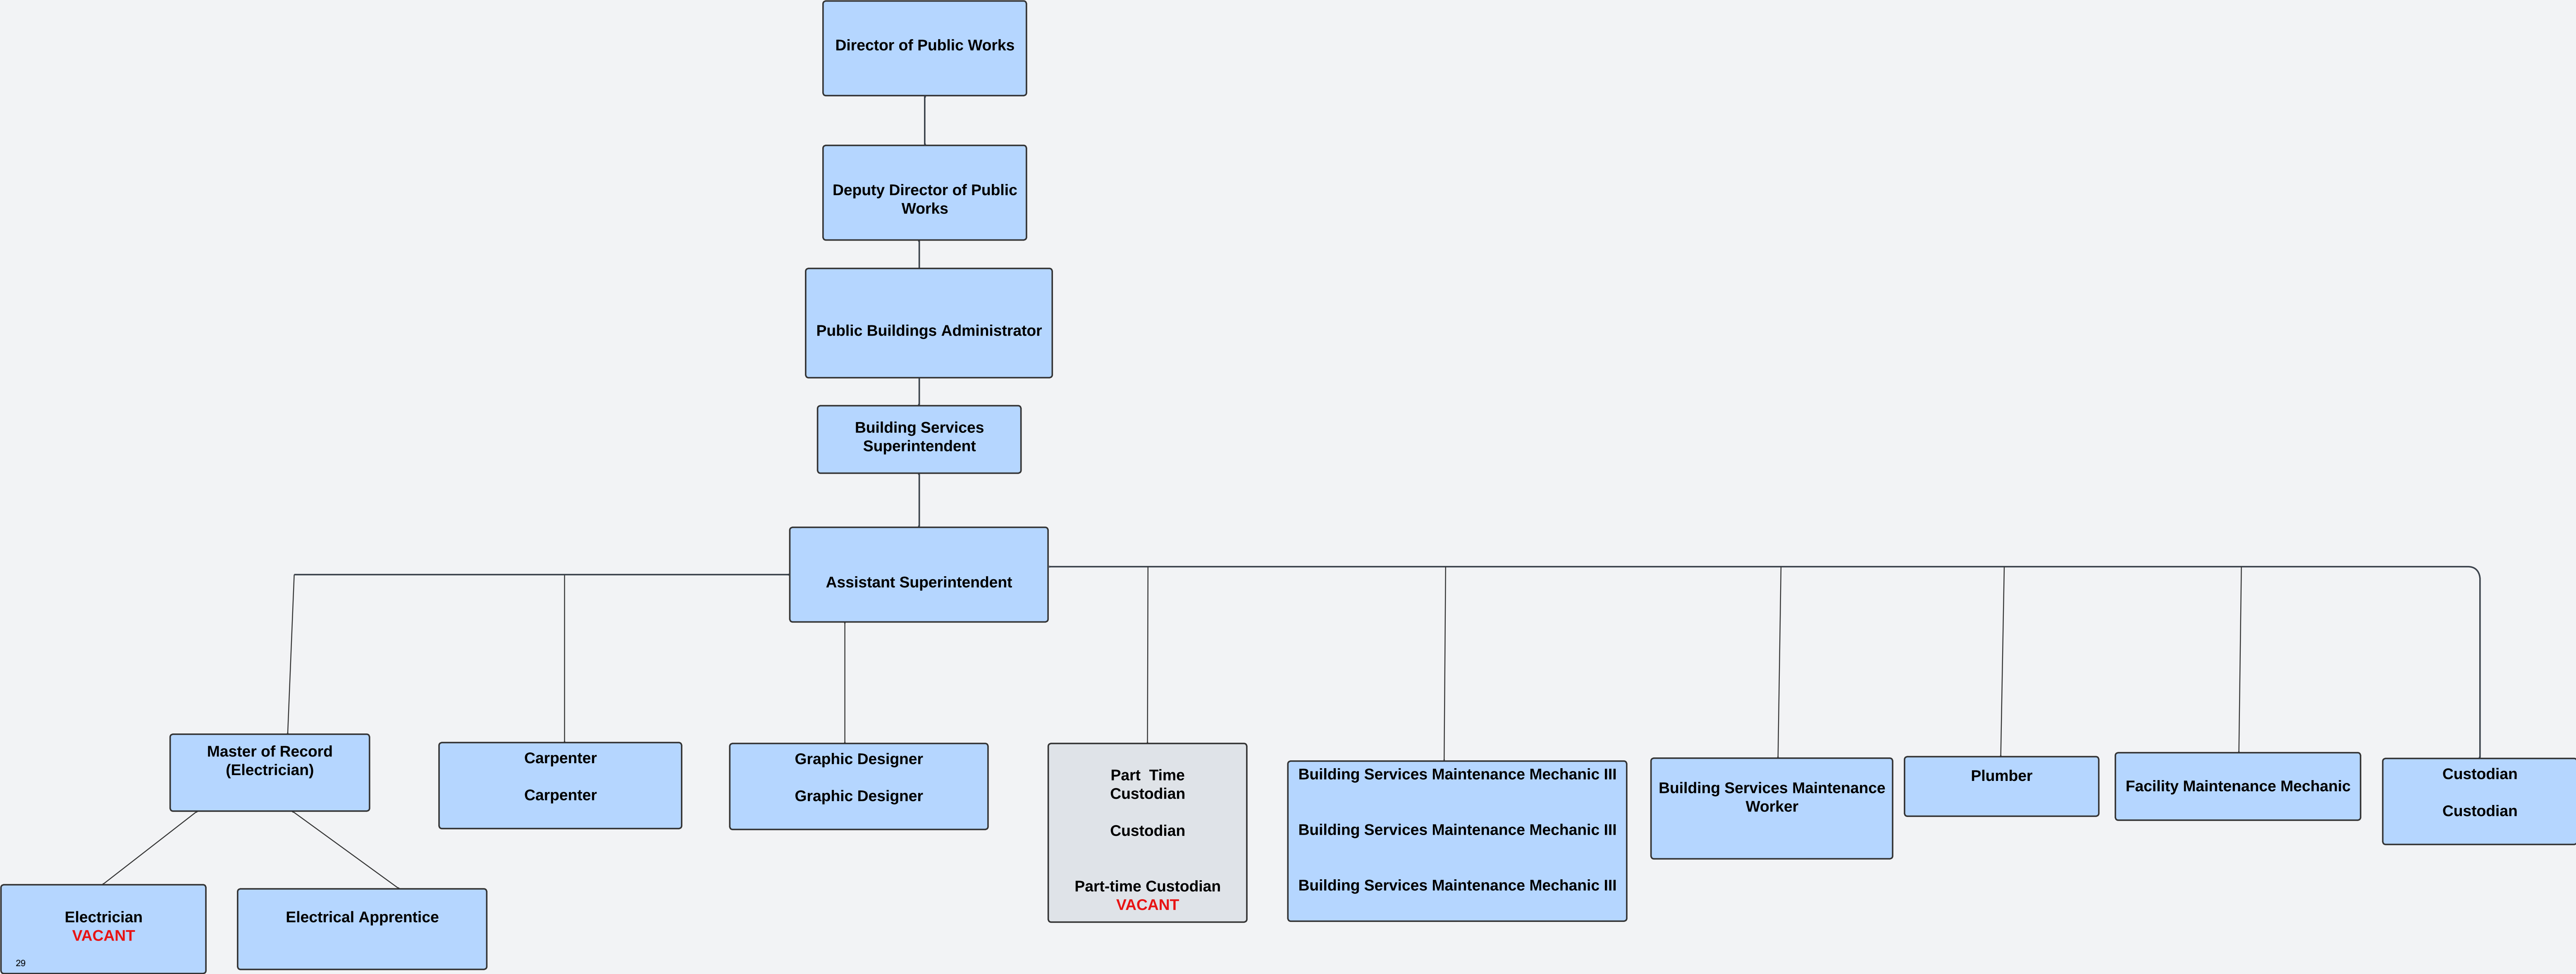 Director of Public Works
Deputy Director of Public
Works
Public Buildings Administrator
Building Services
Superintendent
Assistant Superintendent
Master of Record
(Electrician)
Carpenter
Carpenter
Graphic Designer
Graphic Designer
Part  Time
Custodian
Custodian
Part-time Custodian
VACANT
Building Services Maintenance Mechanic III
Building Services Maintenance Mechanic III
Building Services Maintenance Mechanic III
Building Services Maintenance
Worker
Plumber
Facility Maintenance Mechanic
Custodian
Custodian
Electrician
VACANT
Electrical Apprentice
29